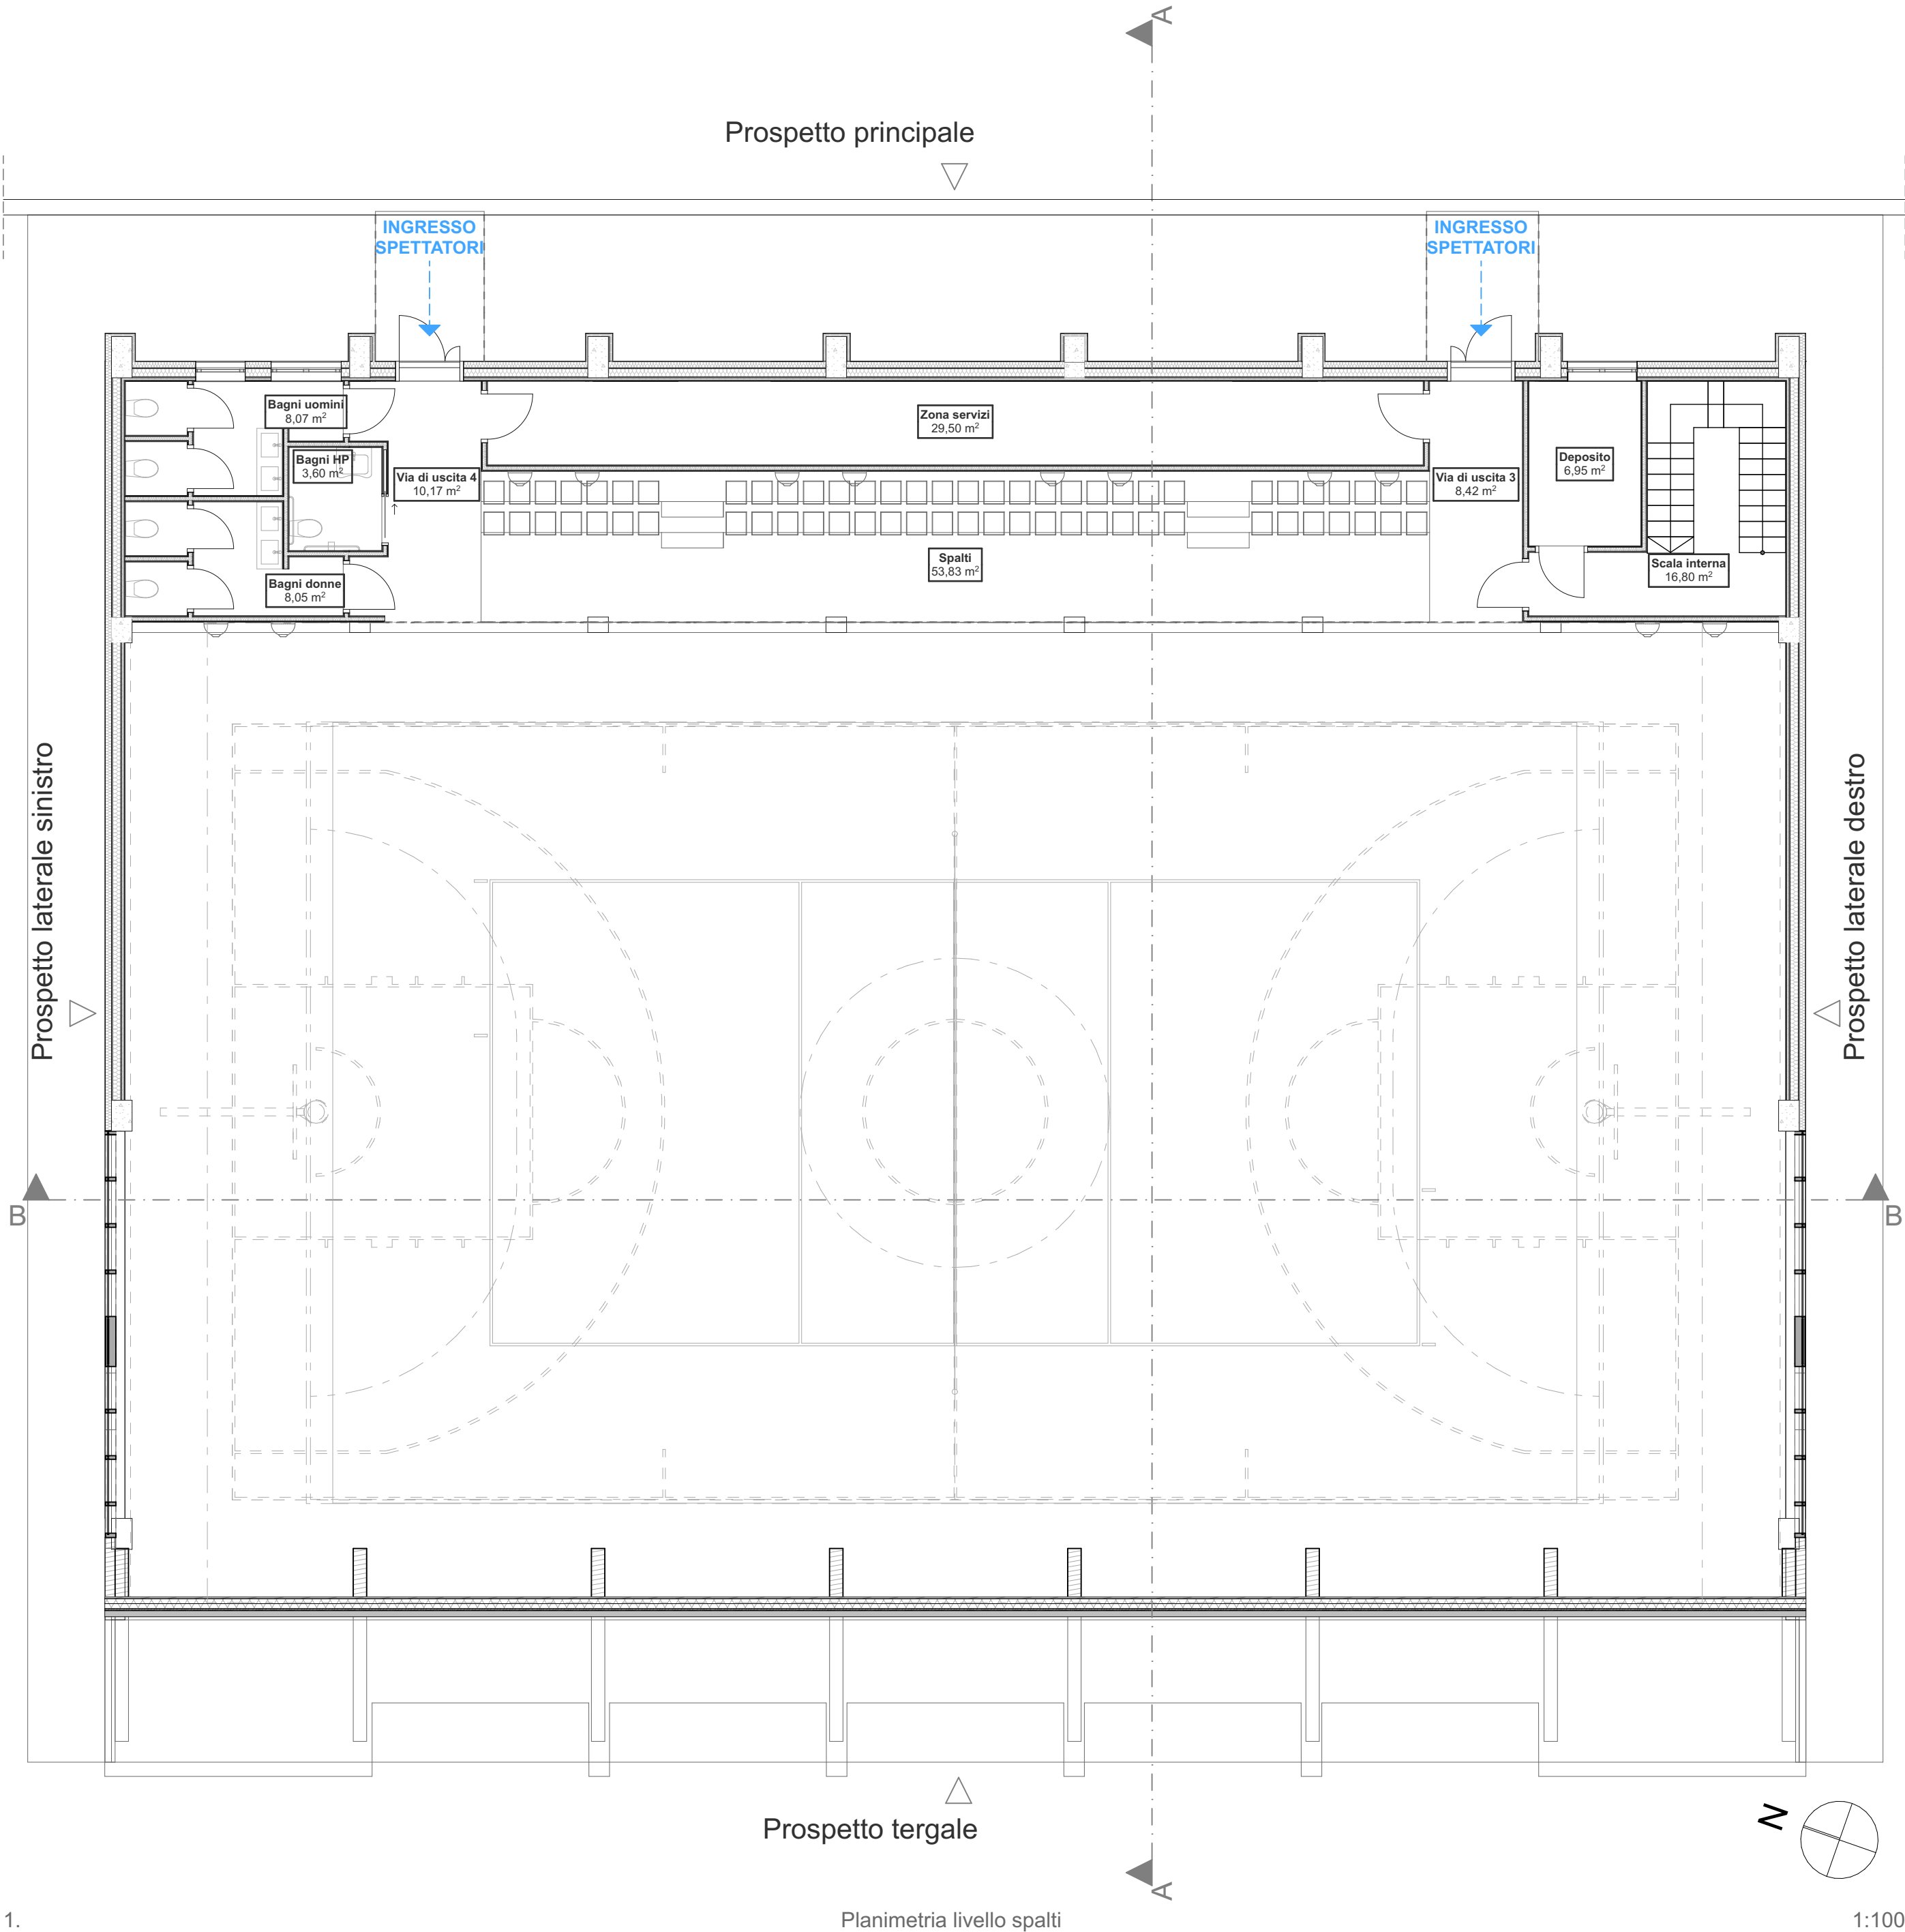 A
Prospetto principale
INGRESSO
SPETTATORI
INGRESSO
SPETTATORI
Bagni uomini
8,07 m²
Zona servizi
29,50 m²
Bagni HP
3,60 m²
Via di uscita 4
10,17 m²
Via di uscita 3
8,42 m²
Deposito
6,95 m²
Spalti
53,83 m²
Scala interna
16,80 m²
Bagni donne
8,05 m²
Prospetto laterale sinistro
Prospetto laterale destro
B
B
Prospetto tergale
N
A
1.
Planimetria livello spalti
1:100